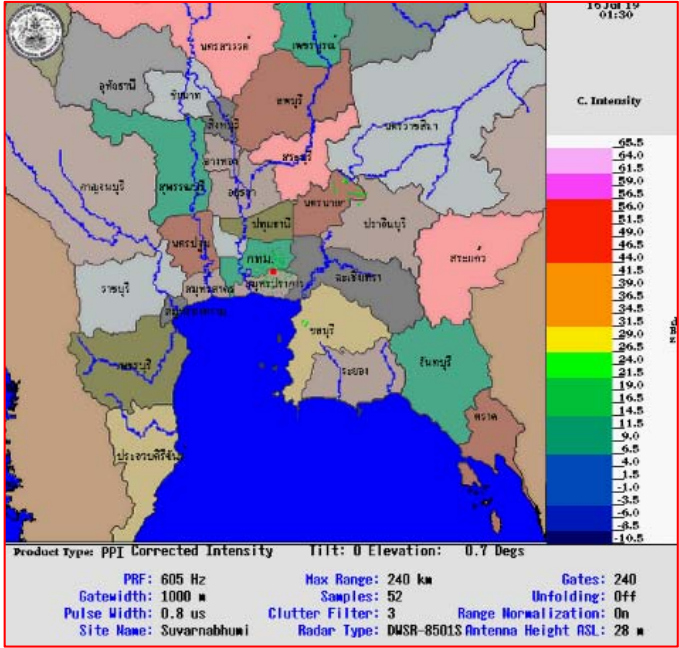 16 Jul 19
01:30
C. Intensity
นครสวรรค์
เพชรบูรณ์
อุทัยธานี
ชัยนาท
ลพบุรี
สิงห์บุรี
นครราชสีมา
อ่างทอง
สระบุรี
กาญจนบุรี
สุพรรณบุรี
อยุธยา
นครนายก
ปราจีนบุรี
ปทุมธานี
นครปฐม
กทม.
สระแก้ว
ราชบุรี
สมุทรสาคร
สมุทรปราการ
ฉะเชิงเทรา
เพชรบุรี
ชลบุรี
ระยอง
จันทบุรี
ตราด
ประจวบคีรีขันธ์
65.5
64.0
61.5
59.0
56.5
56.0
51.5
49.0
46.5
44.0
41.5
39.0
36.5
34.0
31.5
29.0
26.5
24.0
21.5
19.0
16.5
14.5
11.5
9.0
6.5
4.0
1.5
-1.0
-3.5
-6.0
-8.5
-10.5
Product Type: PPI Corrected Intensity Tilt: 0 Elevation: 0.7 Degs
PRF: 605 Hz Max Range: 240 km Gates: 240
Gatewidth: 1000 m Samples: 52 Unfolding: Off
Pulse Width: 0.8 us Clutter Filter: 3 Range Normalization: On
Site Name: Suvarnabhumi Radar Type: DWSR-8501S Antenna Height ASL: 28 m